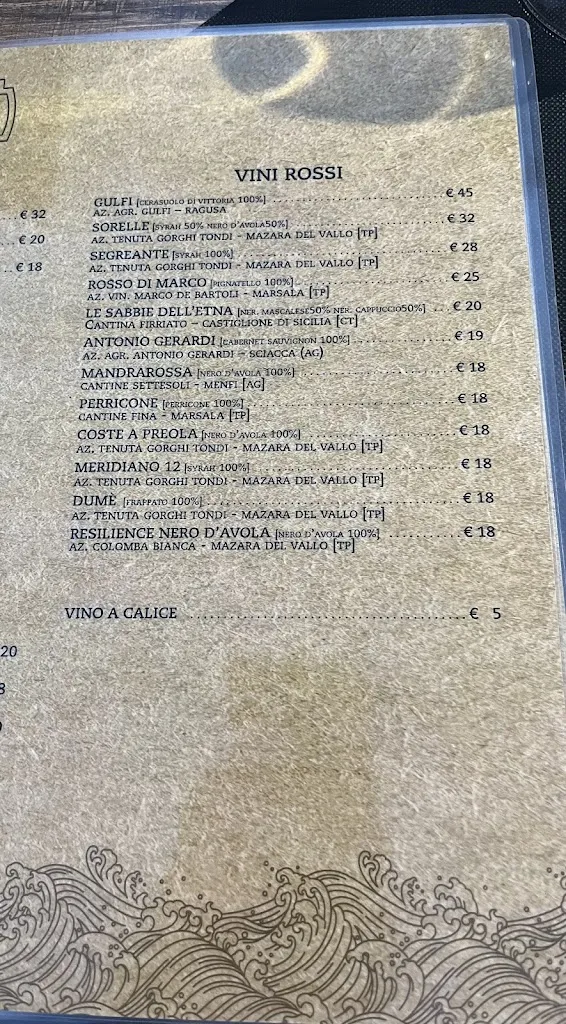 € 32
€ 20
€ 18
VINI ROSSI
GULFI [CERASUOLO DI VITTORIA 100%] € 45
AZ. AGR. GULFI – RAGUSA
SORELLE [SYRAH 50% NERO D'AVOLA50%] € 32
AZ. TENUTA GORGHI TONDI - MAZARA DEL VALLO [TP]
SEGREANTE [SYRAH 100%] € 28
AZ. TENUTA GORGHI TONDI - MAZARA DEL VALLO [TP]
ROSSO DI MARCO [PIGNATELLO 100%] € 25
AZ. VIN. MARCO DE BARTOLI - MARSALA [TP]
LE SABBIE DELL'ETNA [NER. MASCALESE50% NER. CAPPUCCIO50%] € 20
CANTINA FIRRIATO – CASTIGLIONE DI SICILIA [CT]
ANTONIO GERARDI [CABERNET SAUVIGNON 100%] € 19
AZ. AGR. ANTONIO GERARDI – SCIACCA (AG)
MANDRAROSSA [NERO D'AVOLA 100%] € 18
CANTINE SETTESOLI - MENFI [AG]
PERRICONE [PERRICONE 100%] € 18
CANTINE FINA - MARSALA [TP]
COSTE A PREOLA [NERO D'AVOLA 100%] € 18
AZ. TENUTA GORGHI TONDI - MAZARA DEL VALLO [TP]
MERIDIANO 12 [SYRAH 100%] € 18
AZ. TENUTA GORGHI TONDI - MAZARA DEL VALLO [TP]
DUMÈ [FRAPPATO 100%] € 18
AZ. TENUTA GORGHI TONDI - MAZARA DEL VALLO [TP]
RESILIENCE NERO D'AVOLA [NERO D'AVOLA 100%] € 18
AZ. COLOMBA BIANCA - MAZARA DEL VALLO [TP]
VINO A CALICE € 5
20
8